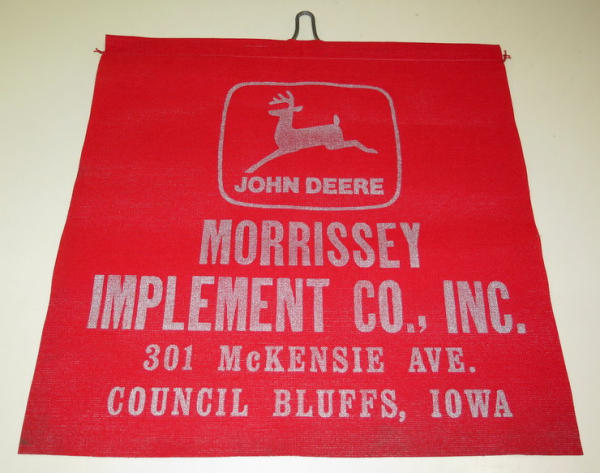 JOHN DEERE
MORRISSEY
IMPLEMENT CO., INC.
301 McKENSIE AVE.
COUNCIL BLUFFS, IOWA